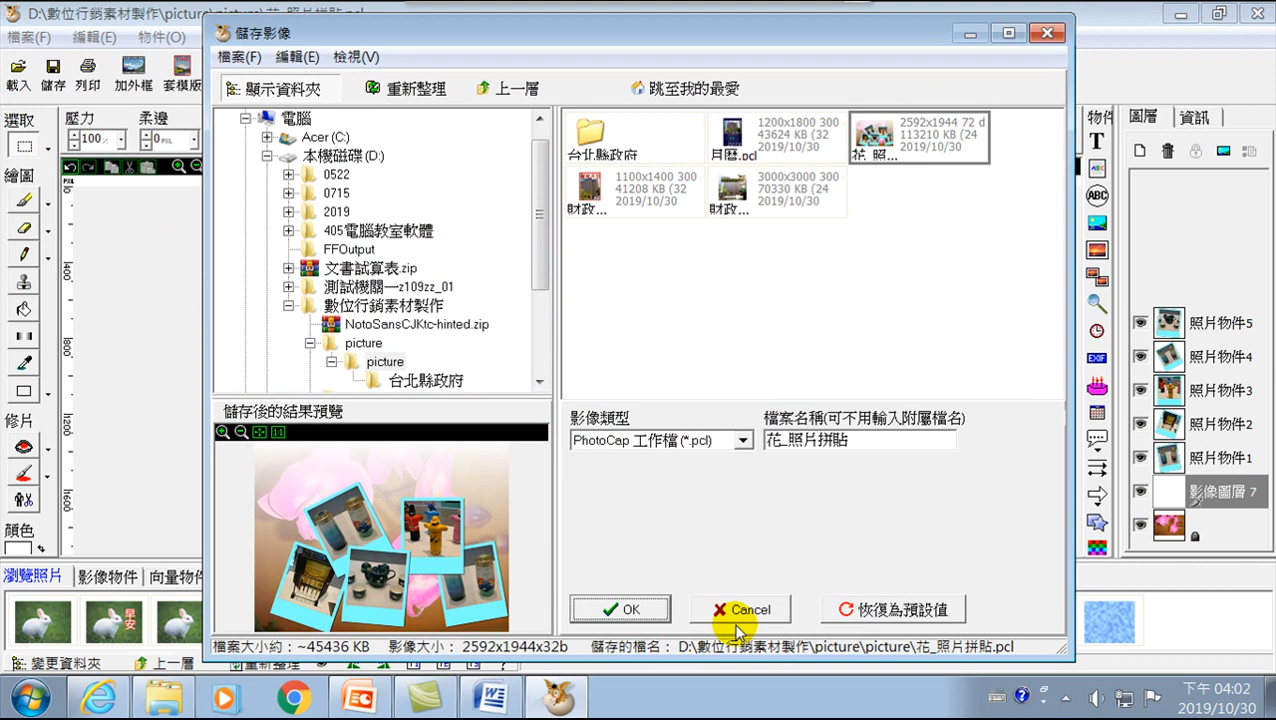 D:\數位行銷素材製作\picture\picture\花_照片拼貼.pcl
檔案(F) 編輯(E) 物件(O)
載入 儲存 列印 加外框 套模版
選取
壓力
100%
柔邊
0 PIXEL
繪圖
修片
顏色
儲存影像
檔案(F) 編輯(E) 檢視(V)
顯示資料夾 重新整理 上一層 跳至我的最愛
電腦
Acer (C:)
本機磁碟 (D:)
0522
0715
2019
405電腦教室軟體
FFOutput
文書試算表.zip
測試機關一z109zz_01
數位行銷素材製作
NotoSansCJKtc-hinted.zip
picture
picture
台北縣政府
台北縣政府
1200x1800 300
43624 KB (32
2019/10/30
月曆.pcl
2592x1944 72 d
113210 KB (24
2019/10/30
花_照...
1100x1400 300
41208 KB (32
2019/10/30
財政...
3000x3000 300
70330 KB (24
2019/10/30
財政...
儲存後的結果預覽
影像類型
PhotoCap 工作檔 (*.pcl)
檔案名稱(可不用輸入附屬檔名)
花_照片拼貼
OK Cancel 恢復為預設值
檔案大小約：~45436 KB 影像大小： 2592x1944x32b 儲存的檔名： D:\數位行銷素材製作\picture\picture\花_照片拼貼.pcl
物件
T
ABC
ABC
EXIF
圖層 資訊
照片物件5
照片物件4
照片物件3
照片物件2
照片物件1
影像圖層 7
瀏覽照片 影像物件 向量物件
早安
變更資料夾 上一層 重新整理
下午 04:02
2019/10/30